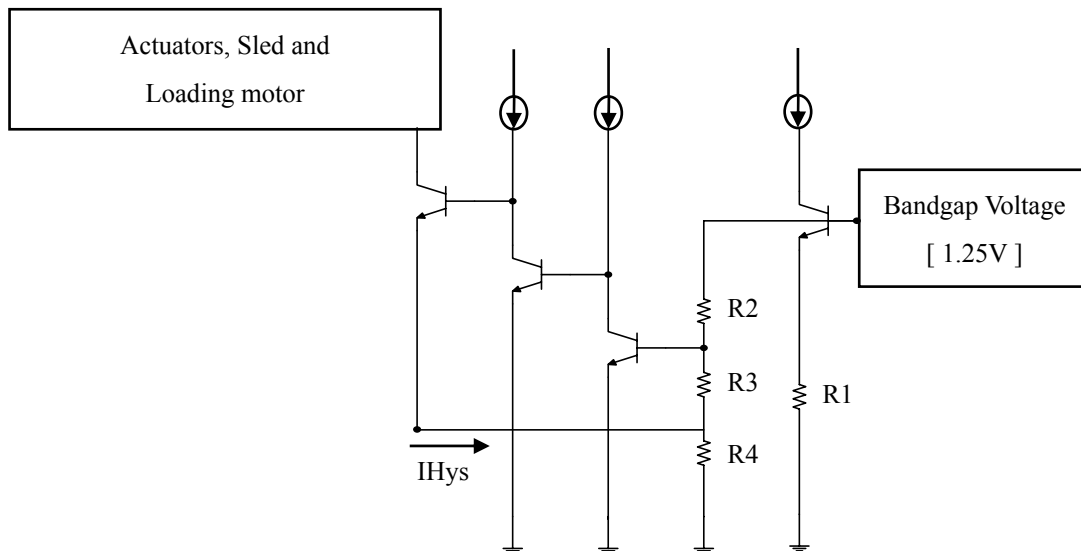 Actuators, Sled and
Loading motor
Bandgap Voltage
[ 1.25V ]
R2
R3
R1
R4
IHys